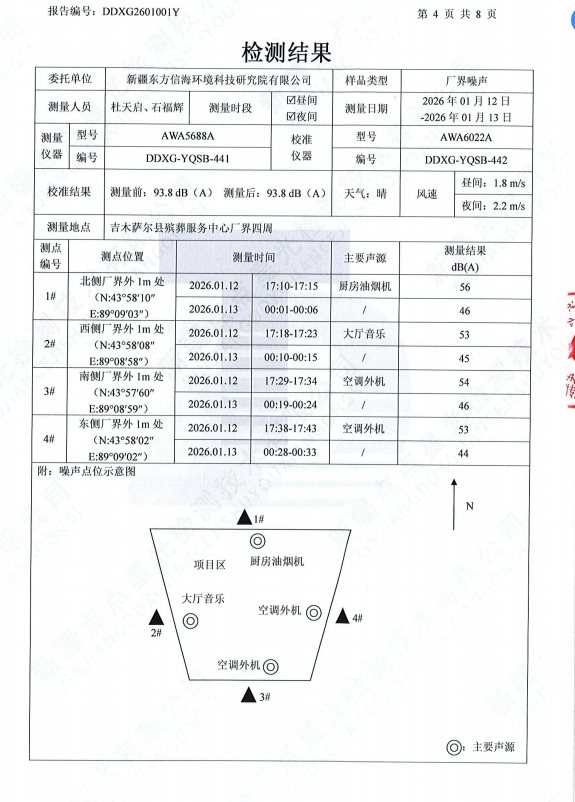 报告编号：DDXG2601001Y 第 4 页 共 8 页
检测结果
委托单位 新疆东方信海环境科技研究院有限公司 样品类型 厂界噪声
测量人员 杜天启、石福辉 测量时段 ☑昼间 ☑夜间 测量日期 2026 年 01 月 12 日 -2026 年 01 月 13 日
测量仪器 型号 AWA5688A 校准仪器 型号 AWA6022A
编号 DDXG-YQSB-441 编号 DDXG-YQSB-442
校准结果 测量前：93.8 dB（A） 测量后：93.8 dB（A） 天气：晴 风速 昼间：1.8 m/s
夜间：2.2 m/s
测量地点 吉木萨尔县殡葬服务中心厂界四周
测点编号 测点位置 测量时间 主要声源 测量结果 dB(A)
1# 北侧厂界外 1m 处 （N:43°58′10″ E:89°09′03″） 2026.01.12 17:10-17:15 厨房油烟机 56
2026.01.13 00:01-00:06 / 46
2# 西侧厂界外 1m 处 （N:43°58′08″ E:89°08′58″） 2026.01.12 17:18-17:23 大厅音乐 53
2026.01.13 00:10-00:15 / 45
3# 南侧厂界外 1m 处 （N:43°57′60″ E:89°08′59″） 2026.01.12 17:29-17:34 空调外机 54
2026.01.13 00:19-00:24 / 46
4# 东侧厂界外 1m 处 （N:43°58′02″ E:89°09′02″） 2026.01.12 17:38-17:43 空调外机 53
2026.01.13 00:28-00:33 / 44
附：噪声点位示意图
N
1#
项目区 厨房油烟机
大厅音乐
空调外机
2# 4#
空调外机
3#
：主要声源